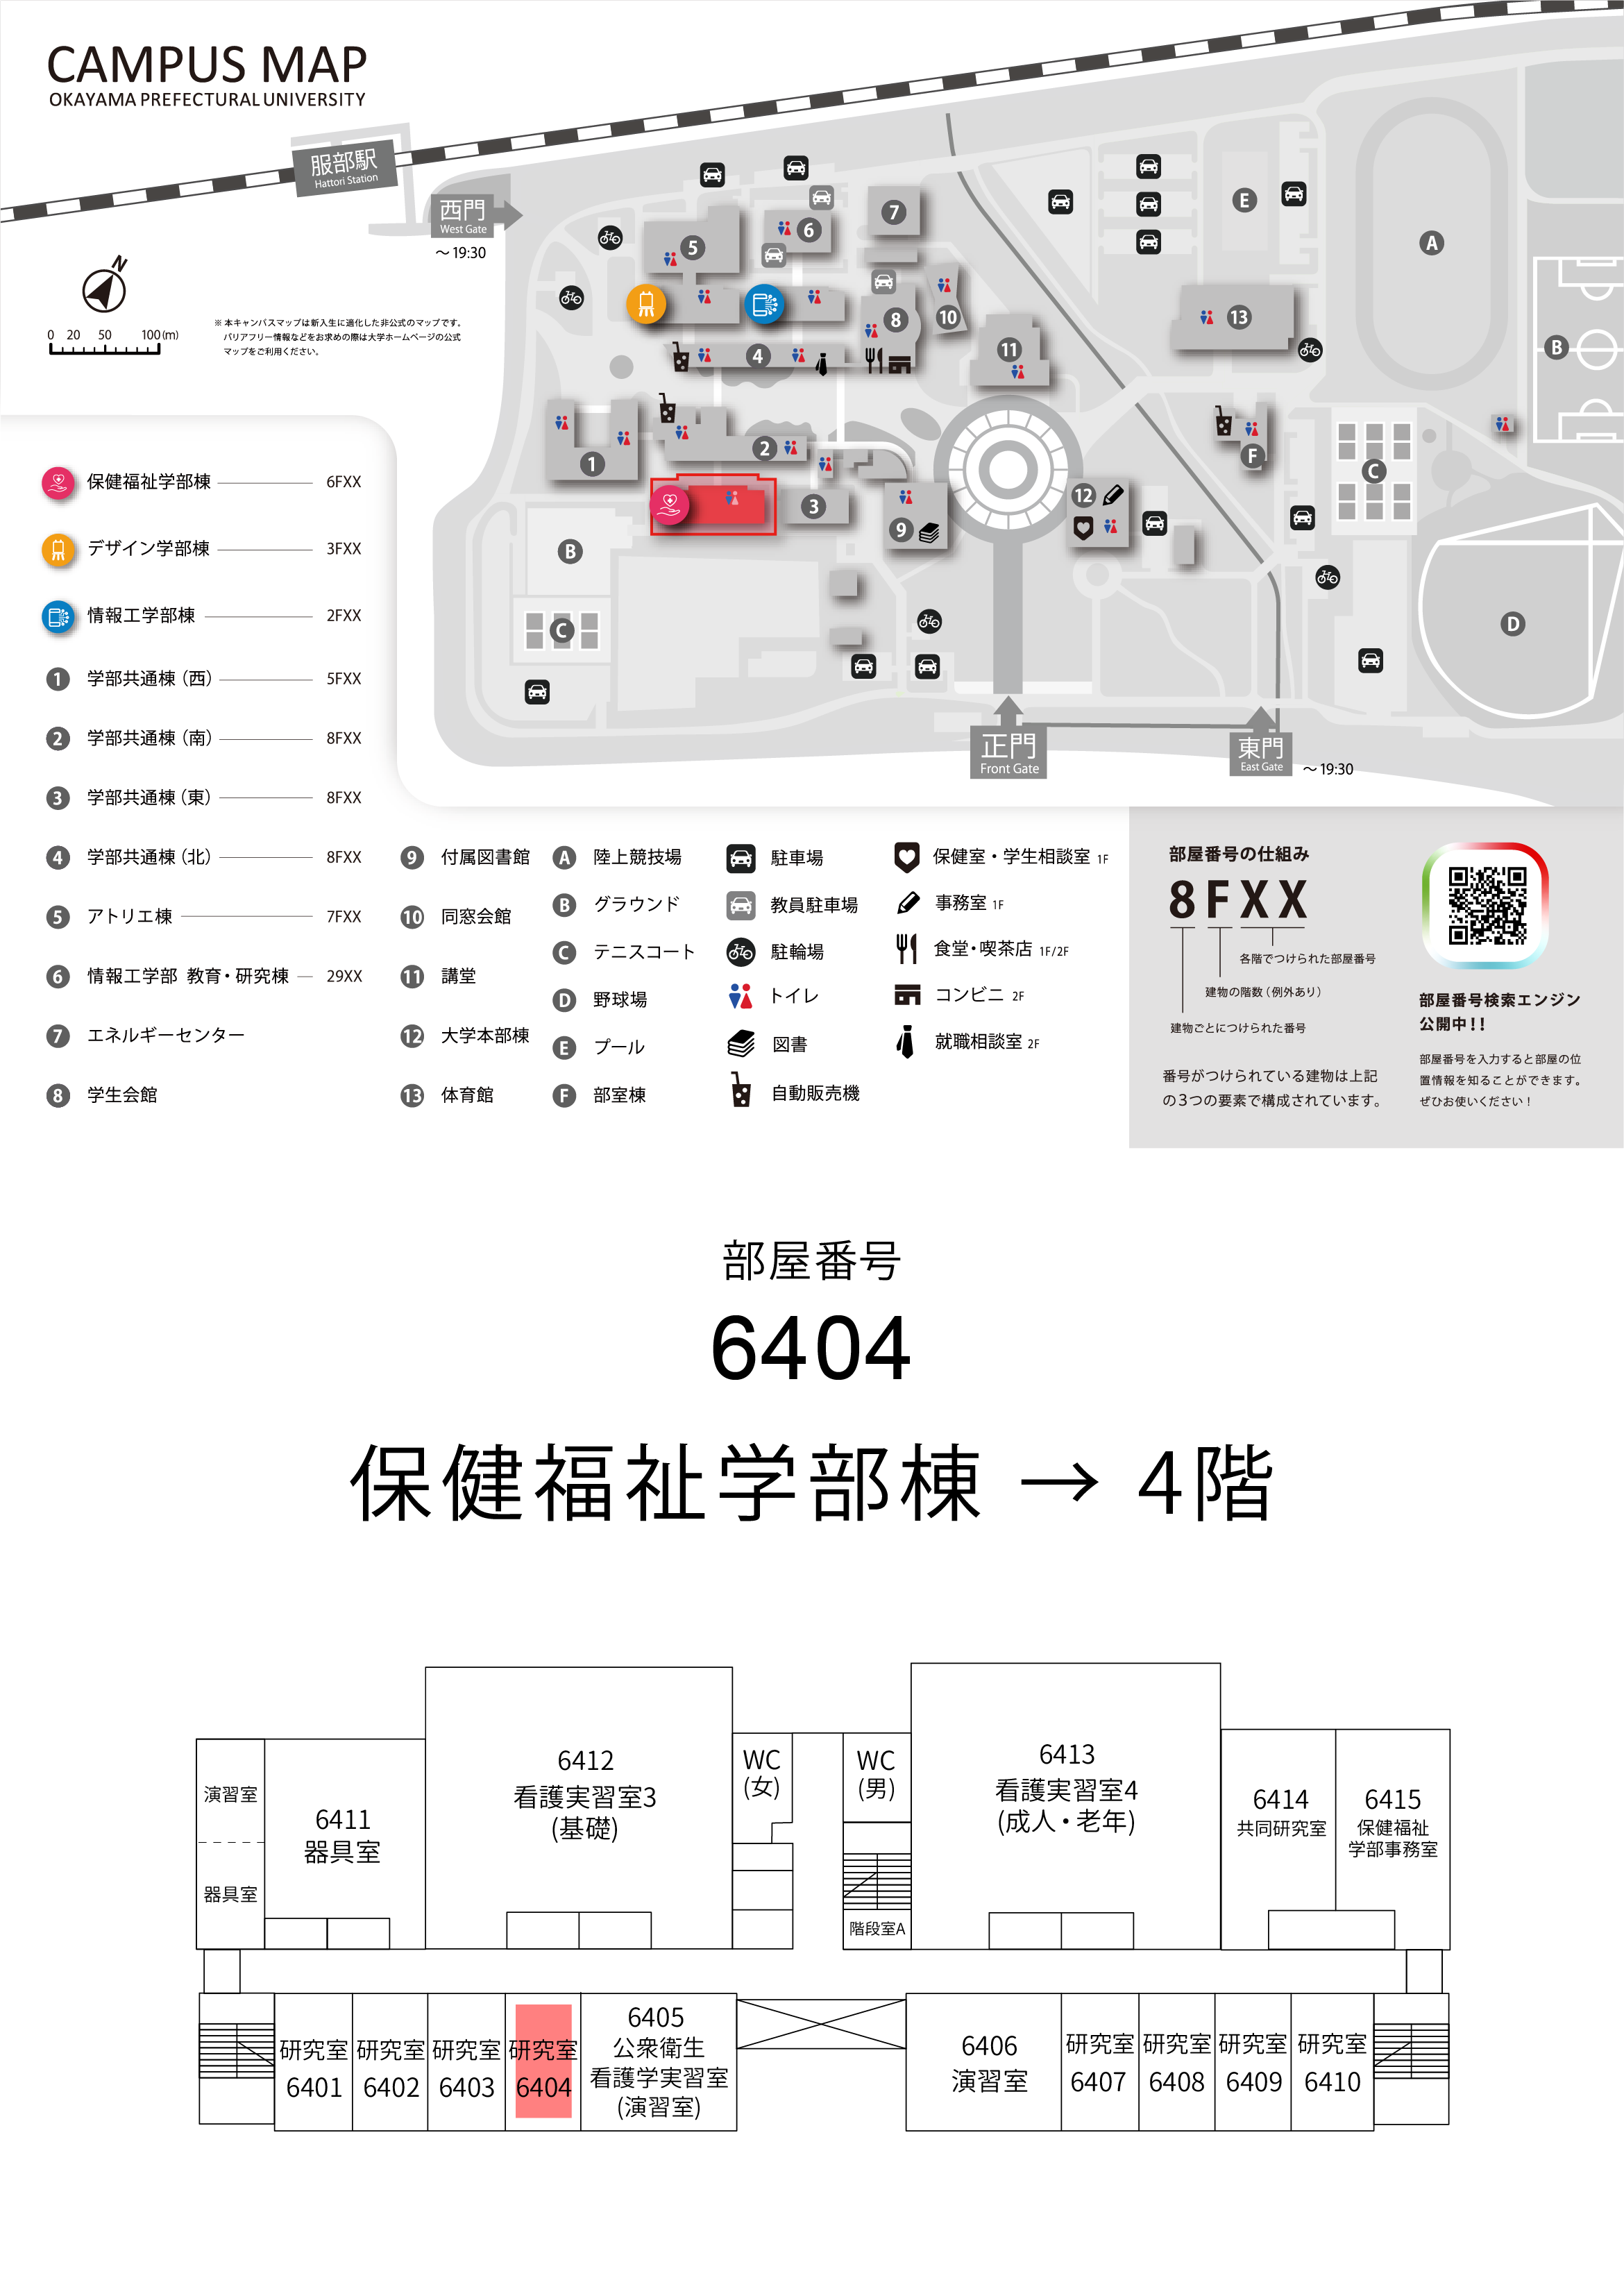 CAMPUS MAP
OKAYAMA PREFECTURAL UNIVERSITY
服部駅
Hattori Station
西門
West Gate
～19:30
N
0 20 50 100(m)
※ 本キャンパスマップは新入生に適化した非公式のマップです。
バリアフリー情報などをお求めの際は大学ホームページの公式
マップをご利用ください。
5
6
7
8
10
11
4
13
E
A
B
1
2
3
9
12
F
C
B
C
D
正門
Front Gate
東門
East Gate
～19:30
保健福祉学部棟 6FXX
デザイン学部棟 3FXX
情報工学部棟 2FXX
1 学部共通棟（西） 5FXX
2 学部共通棟（南） 8FXX
3 学部共通棟（東） 8FXX
4 学部共通棟（北） 8FXX
5 アトリエ棟 7FXX
6 情報工学部 教育・研究棟 29XX
7 エネルギーセンター
8 学生会館
9 付属図書館
10 同窓会館
11 講堂
12 大学本部棟
13 体育館
A 陸上競技場
B グラウンド
C テニスコート
D 野球場
E プール
F 部室棟
駐車場
教員駐車場
駐輪場
トイレ
図書
自動販売機
保健室・学生相談室 1F
事務室 1F
食堂・喫茶店 1F/2F
コンビニ 2F
就職相談室 2F
部屋番号の仕組み
8FXX
各階でつけられた部屋番号
建物の階数（例外あり）
建物ごとにつけられた番号
番号がつけられている建物は上記
の3つの要素で構成されています。
部屋番号検索エンジン
公開中！！
部屋番号を入力すると部屋の位
置情報を知ることができます。
ぜひお使いください！
部屋番号
6404
保健福祉学部棟 → 4階
演習室
器具室
6411
器具室
6412
看護実習室3
(基礎)
WC
(女)
WC
(男)
階段室A
6413
看護実習室4
(成人・老年)
6414
共同研究室
6415
保健福祉
学部事務室
研究室
6401
研究室
6402
研究室
6403
研究室
6404
6405
公衆衛生
看護学実習室
(演習室)
6406
演習室
研究室
6407
研究室
6408
研究室
6409
研究室
6410